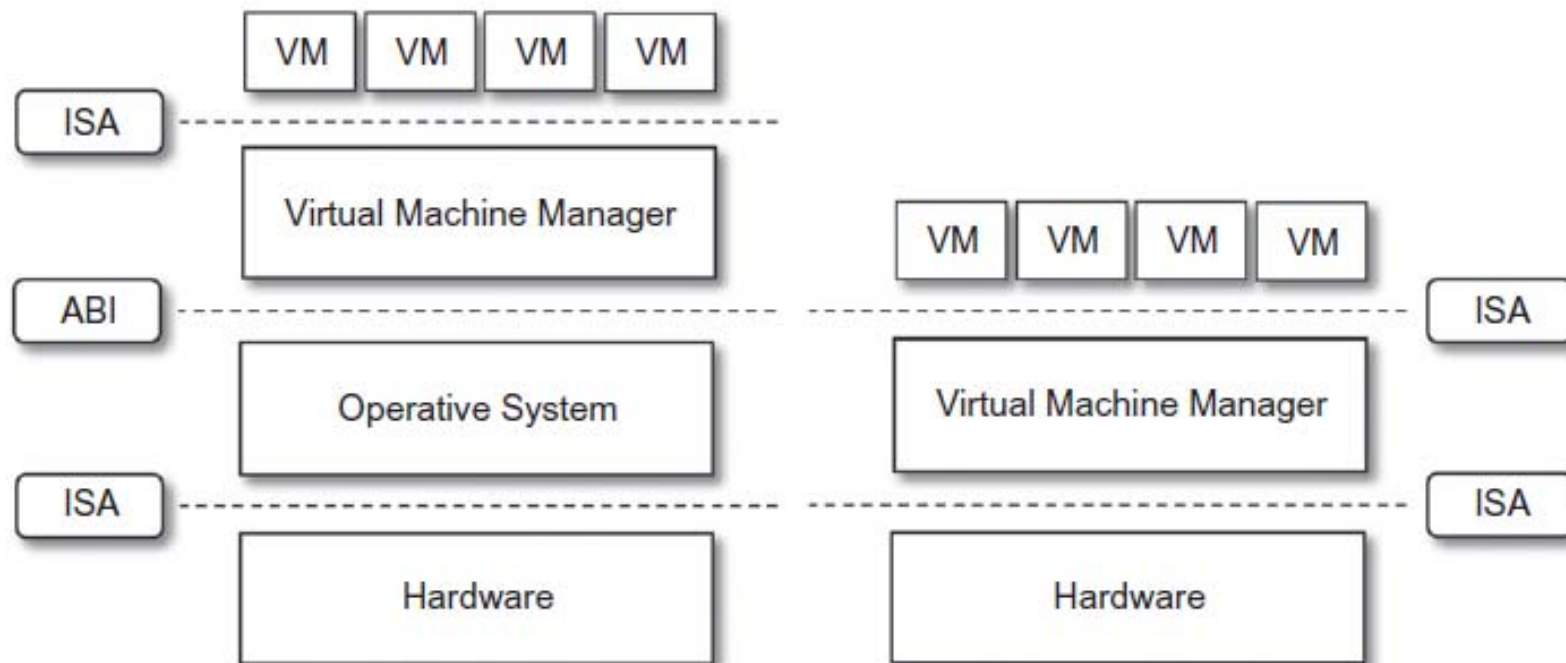 VM VM VM VM
ISA
Virtual Machine Manager
VM VM VM VM
ABI
ISA
Operative System
Virtual Machine Manager
ISA
ISA
Hardware
Hardware